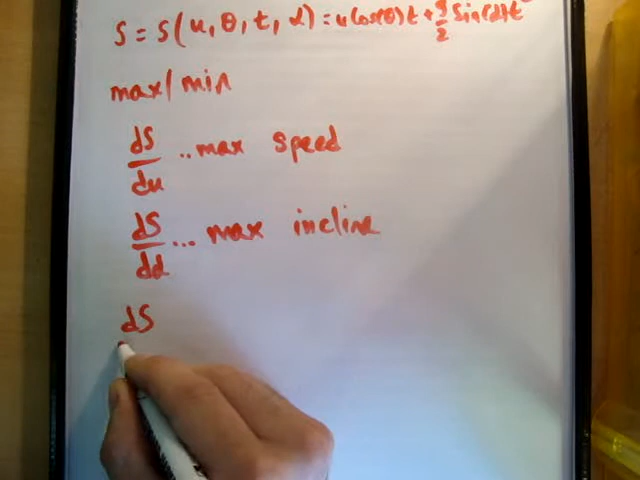 S = S(u, θ, t, α) = u cos(θ)t + g/2 Sin(α)t²
max/min
dS/du .. max speed
dS/dα ... max incline
dS